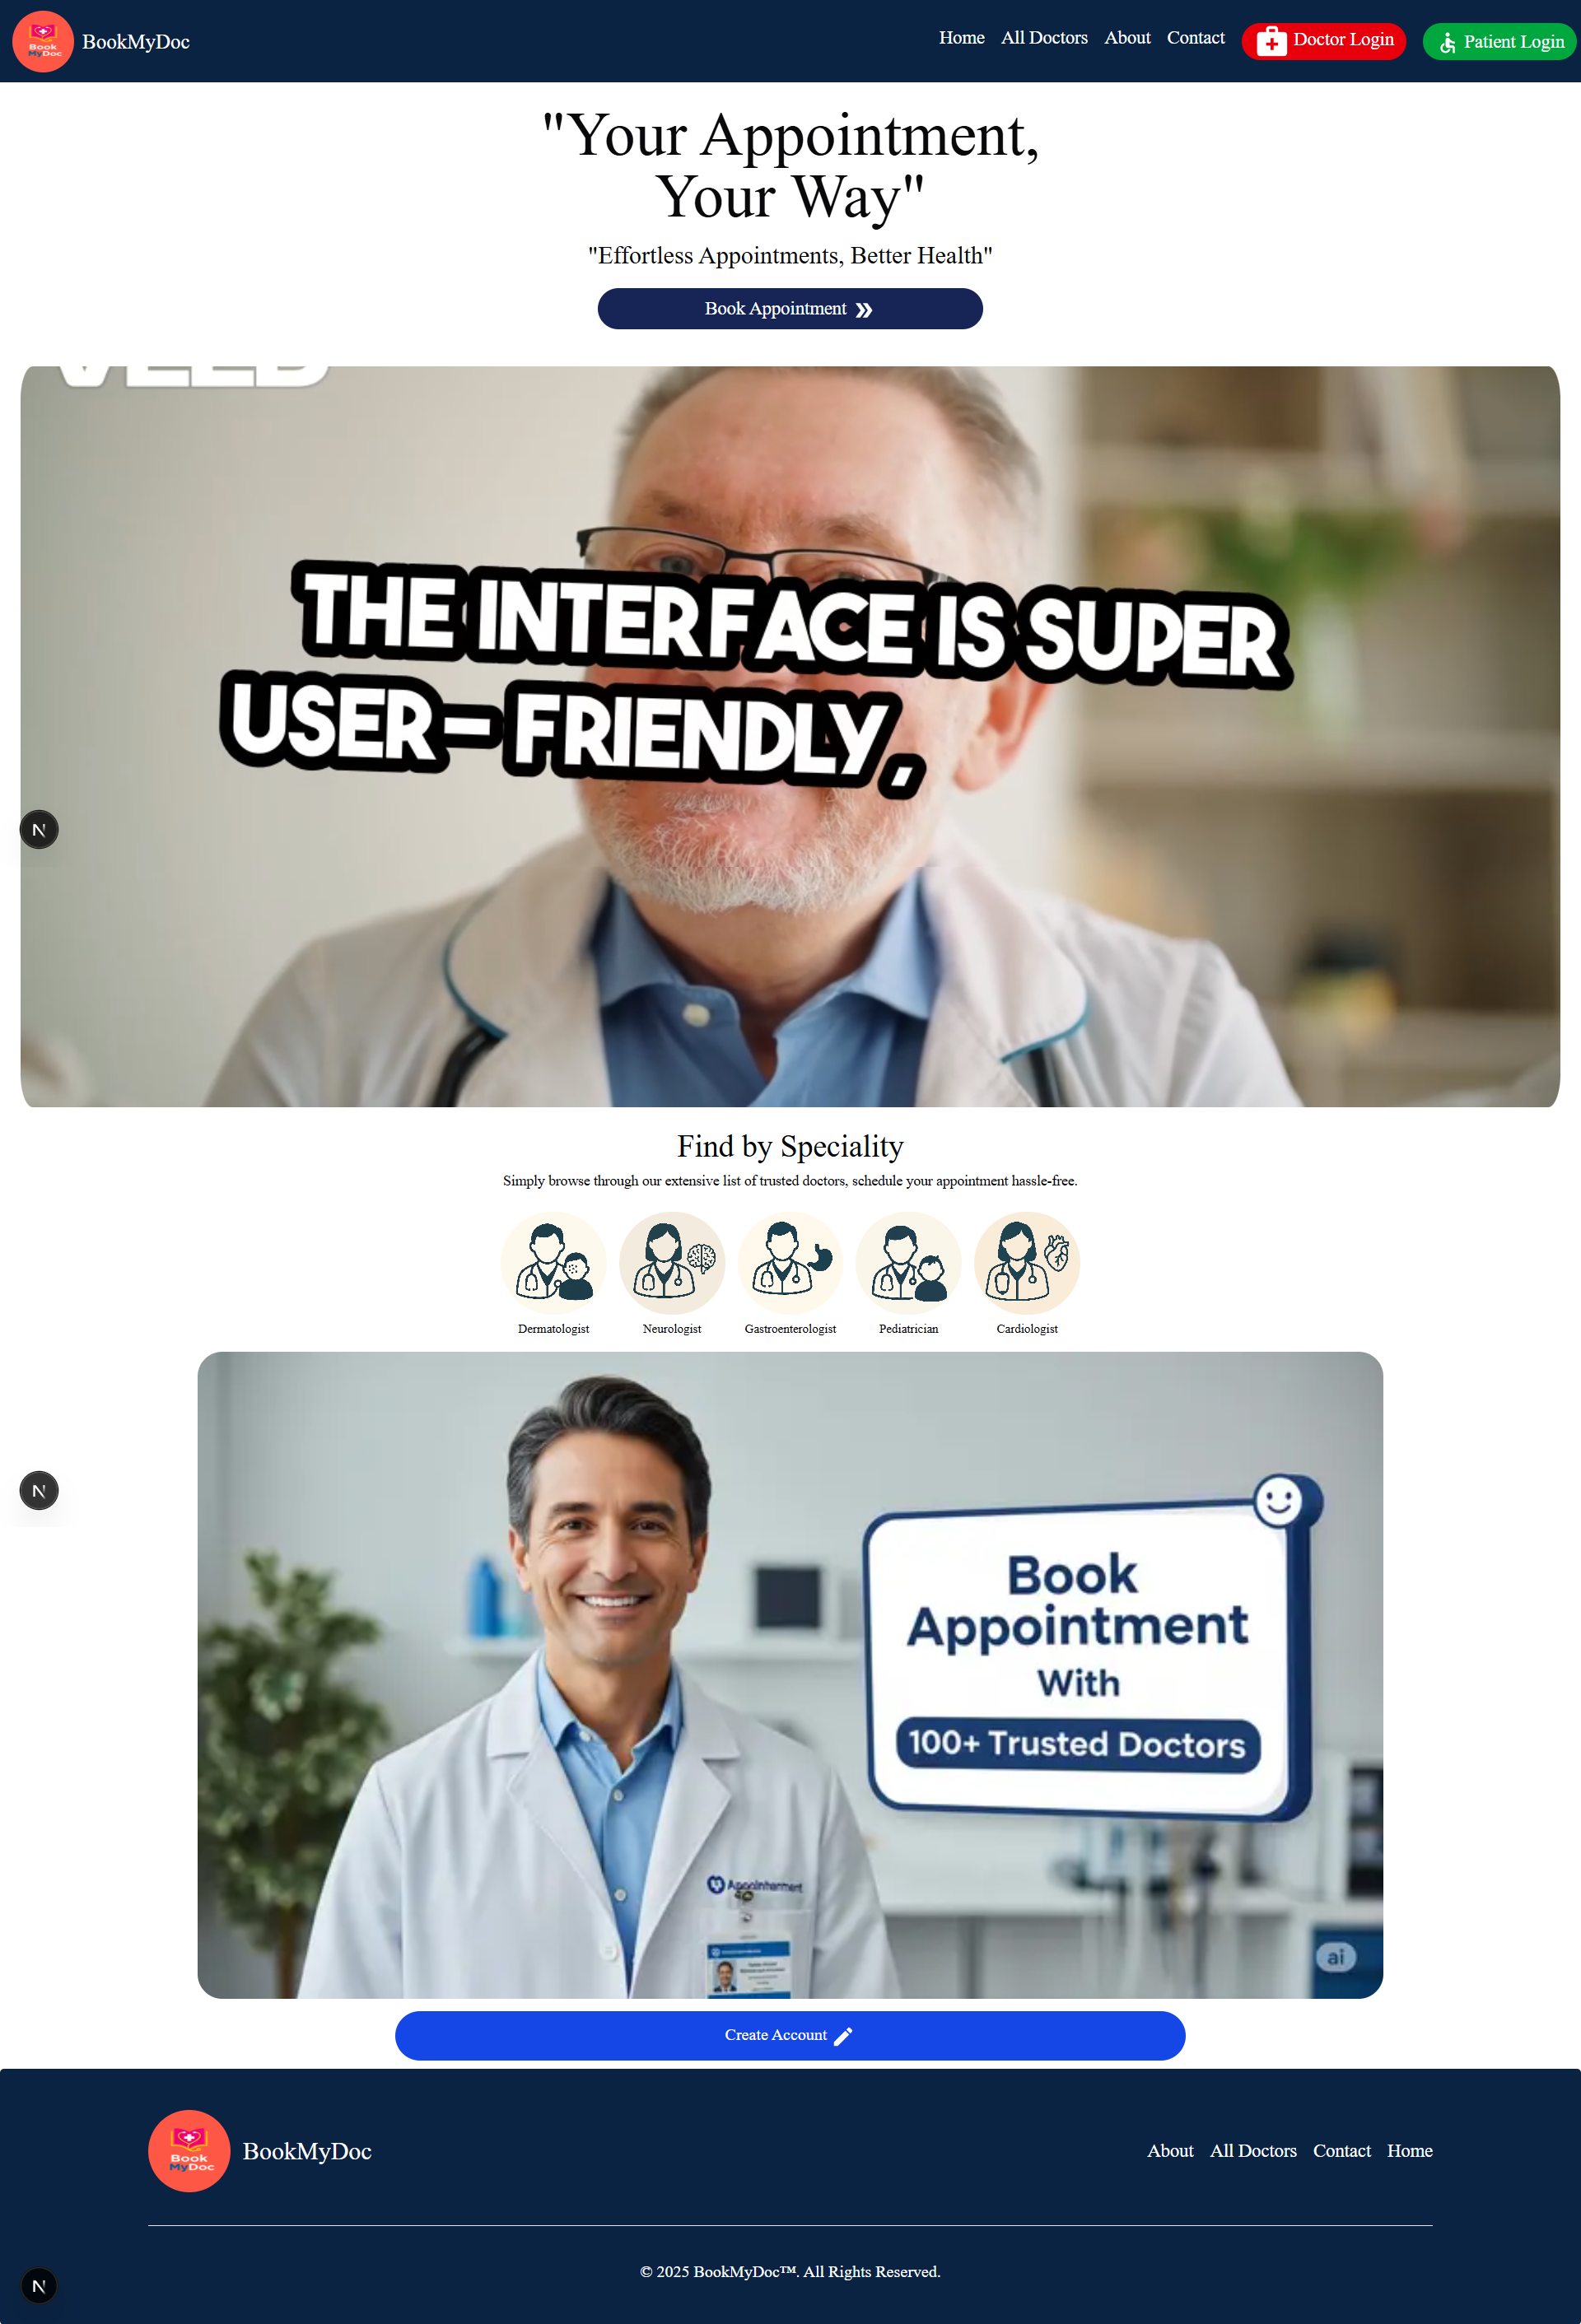 Book
MyDoc
BookMyDoc
Home
All Doctors
About
Contact
Doctor Login
Patient Login
"Your Appointment,
Your Way"
"Effortless Appointments, Better Health"
Book Appointment
VEED
THE INTERFACE IS SUPER
USER- FRIENDLY.
N
Find by Speciality
Simply browse through our extensive list of trusted doctors, schedule your appointment hassle-free.
Dermatologist
Neurologist
Gastroenterologist
Pediatrician
Cardiologist
N
Book
Appointment
With
100+ Trusted Doctors
ai
Create Account
Book
MyDoc
BookMyDoc
About
All Doctors
Contact
Home
© 2025 BookMyDoc™. All Rights Reserved.
N